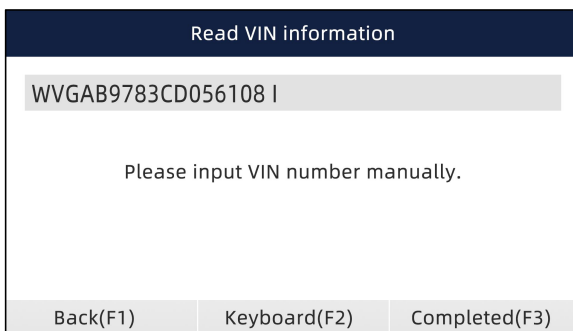 Read VIN information
WVGAB9783CD056108 I
Please input VIN number manually.
Back(F1) Keyboard(F2) Completed(F3)